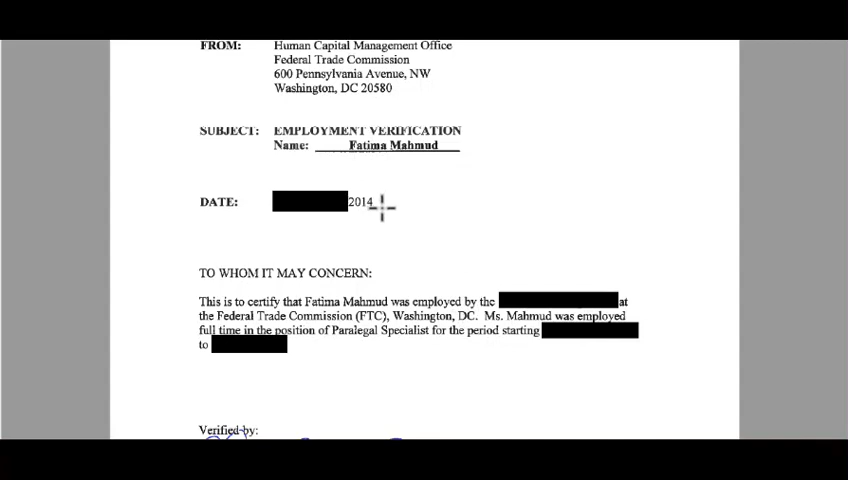 FROM: Human Capital Management Office
Federal Trade Commission
600 Pennsylvania Avenue, NW
Washington, DC 20580
SUBJECT: EMPLOYMENT VERIFICATION
Name: Fatima Mahmud
DATE: 2014
TO WHOM IT MAY CONCERN:
This is to certify that Fatima Mahmud was employed by the at
the Federal Trade Commission (FTC), Washington, DC. Ms. Mahmud was employed
full time in the position of Paralegal Specialist for the period starting
to
Verified by: